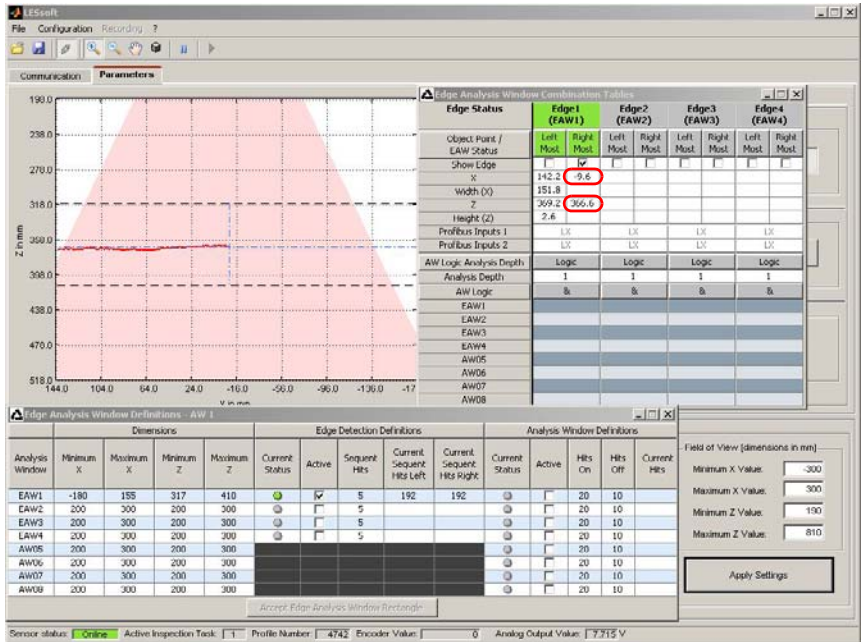 LESsoft
File Configuration Recording ?
Communication Parameters
Edge Analysis Window Combination Tables
Edge Status Edge1 (EAW1) Edge2 (EAW2) Edge3 (EAW3) Edge4 (EAW4)
Object Point / EAW Status Left Most Right Most Left Most Right Most Left Most Right Most Left Most Right Most
Show Edge
X 142.2 -9.6
Width (X) 151.8
Z 369.2 366.6
Height (Z) 2.6
Profibus Inputs 1 LX LX LX LX
Profibus Inputs 2 LX LX LX LX
AW Logic Analysis Depth Logic Logic Logic Logic
Analysis Depth 1 1 1 1
AW Logic & & & &
EAW1
EAW2
EAW3
EAW4
AW05
AW06
AW07
AW08
Z in mm
198.0
238.0
278.0
318.0
358.0
398.0
438.0
478.0
518.0
144.0 104.0 64.0 24.0 -16.0 -56.0 -96.0 -136.0 -17
Edge Analysis Window Definitions - AW 1
Dimensions Edge Detection Definitions Analysis Window Definitions
Analysis Window Minimum X Maximum X Minimum Z Maximum Z Current Status Active Sequent Hits Current Sequent Hits Left Current Sequent Hits Right Current Status Active Hits On Hits Off Current Hits
EAW1 -180 155 317 410 5 192 192 20 10
EAW2 200 300 200 300 5 20 10
EAW3 200 300 200 300 5 20 10
EAW4 200 300 200 300 5 20 10
AW05 200 300 200 300 20 10
AW06 200 300 200 300 20 10
AW07 200 300 200 300 20 10
AW08 200 300 200 300 20 10
Accept Edge Analysis Window Rectangle
Field of View [dimensions in mm]
Minimum X Value: -300
Maximum X Value: 300
Minimum Z Value: 190
Maximum Z Value: 810
Apply Settings
Sensor status: Online Active Inspection Task: 1 Profile Number: 4742 Encoder Value: 0 Analog Output Value: 7.715 V